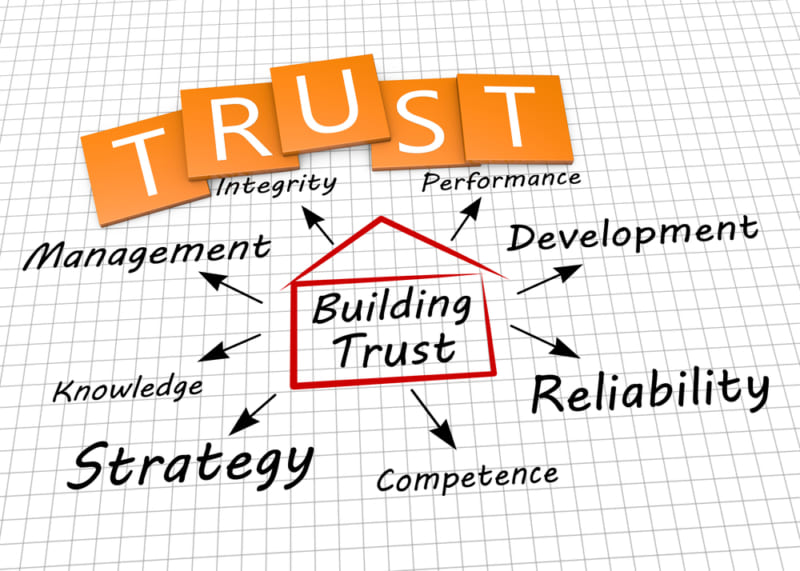 TRUST
Integrity
Performance
Management
Development
Building
Trust
Knowledge
Reliability
Strategy
Competence